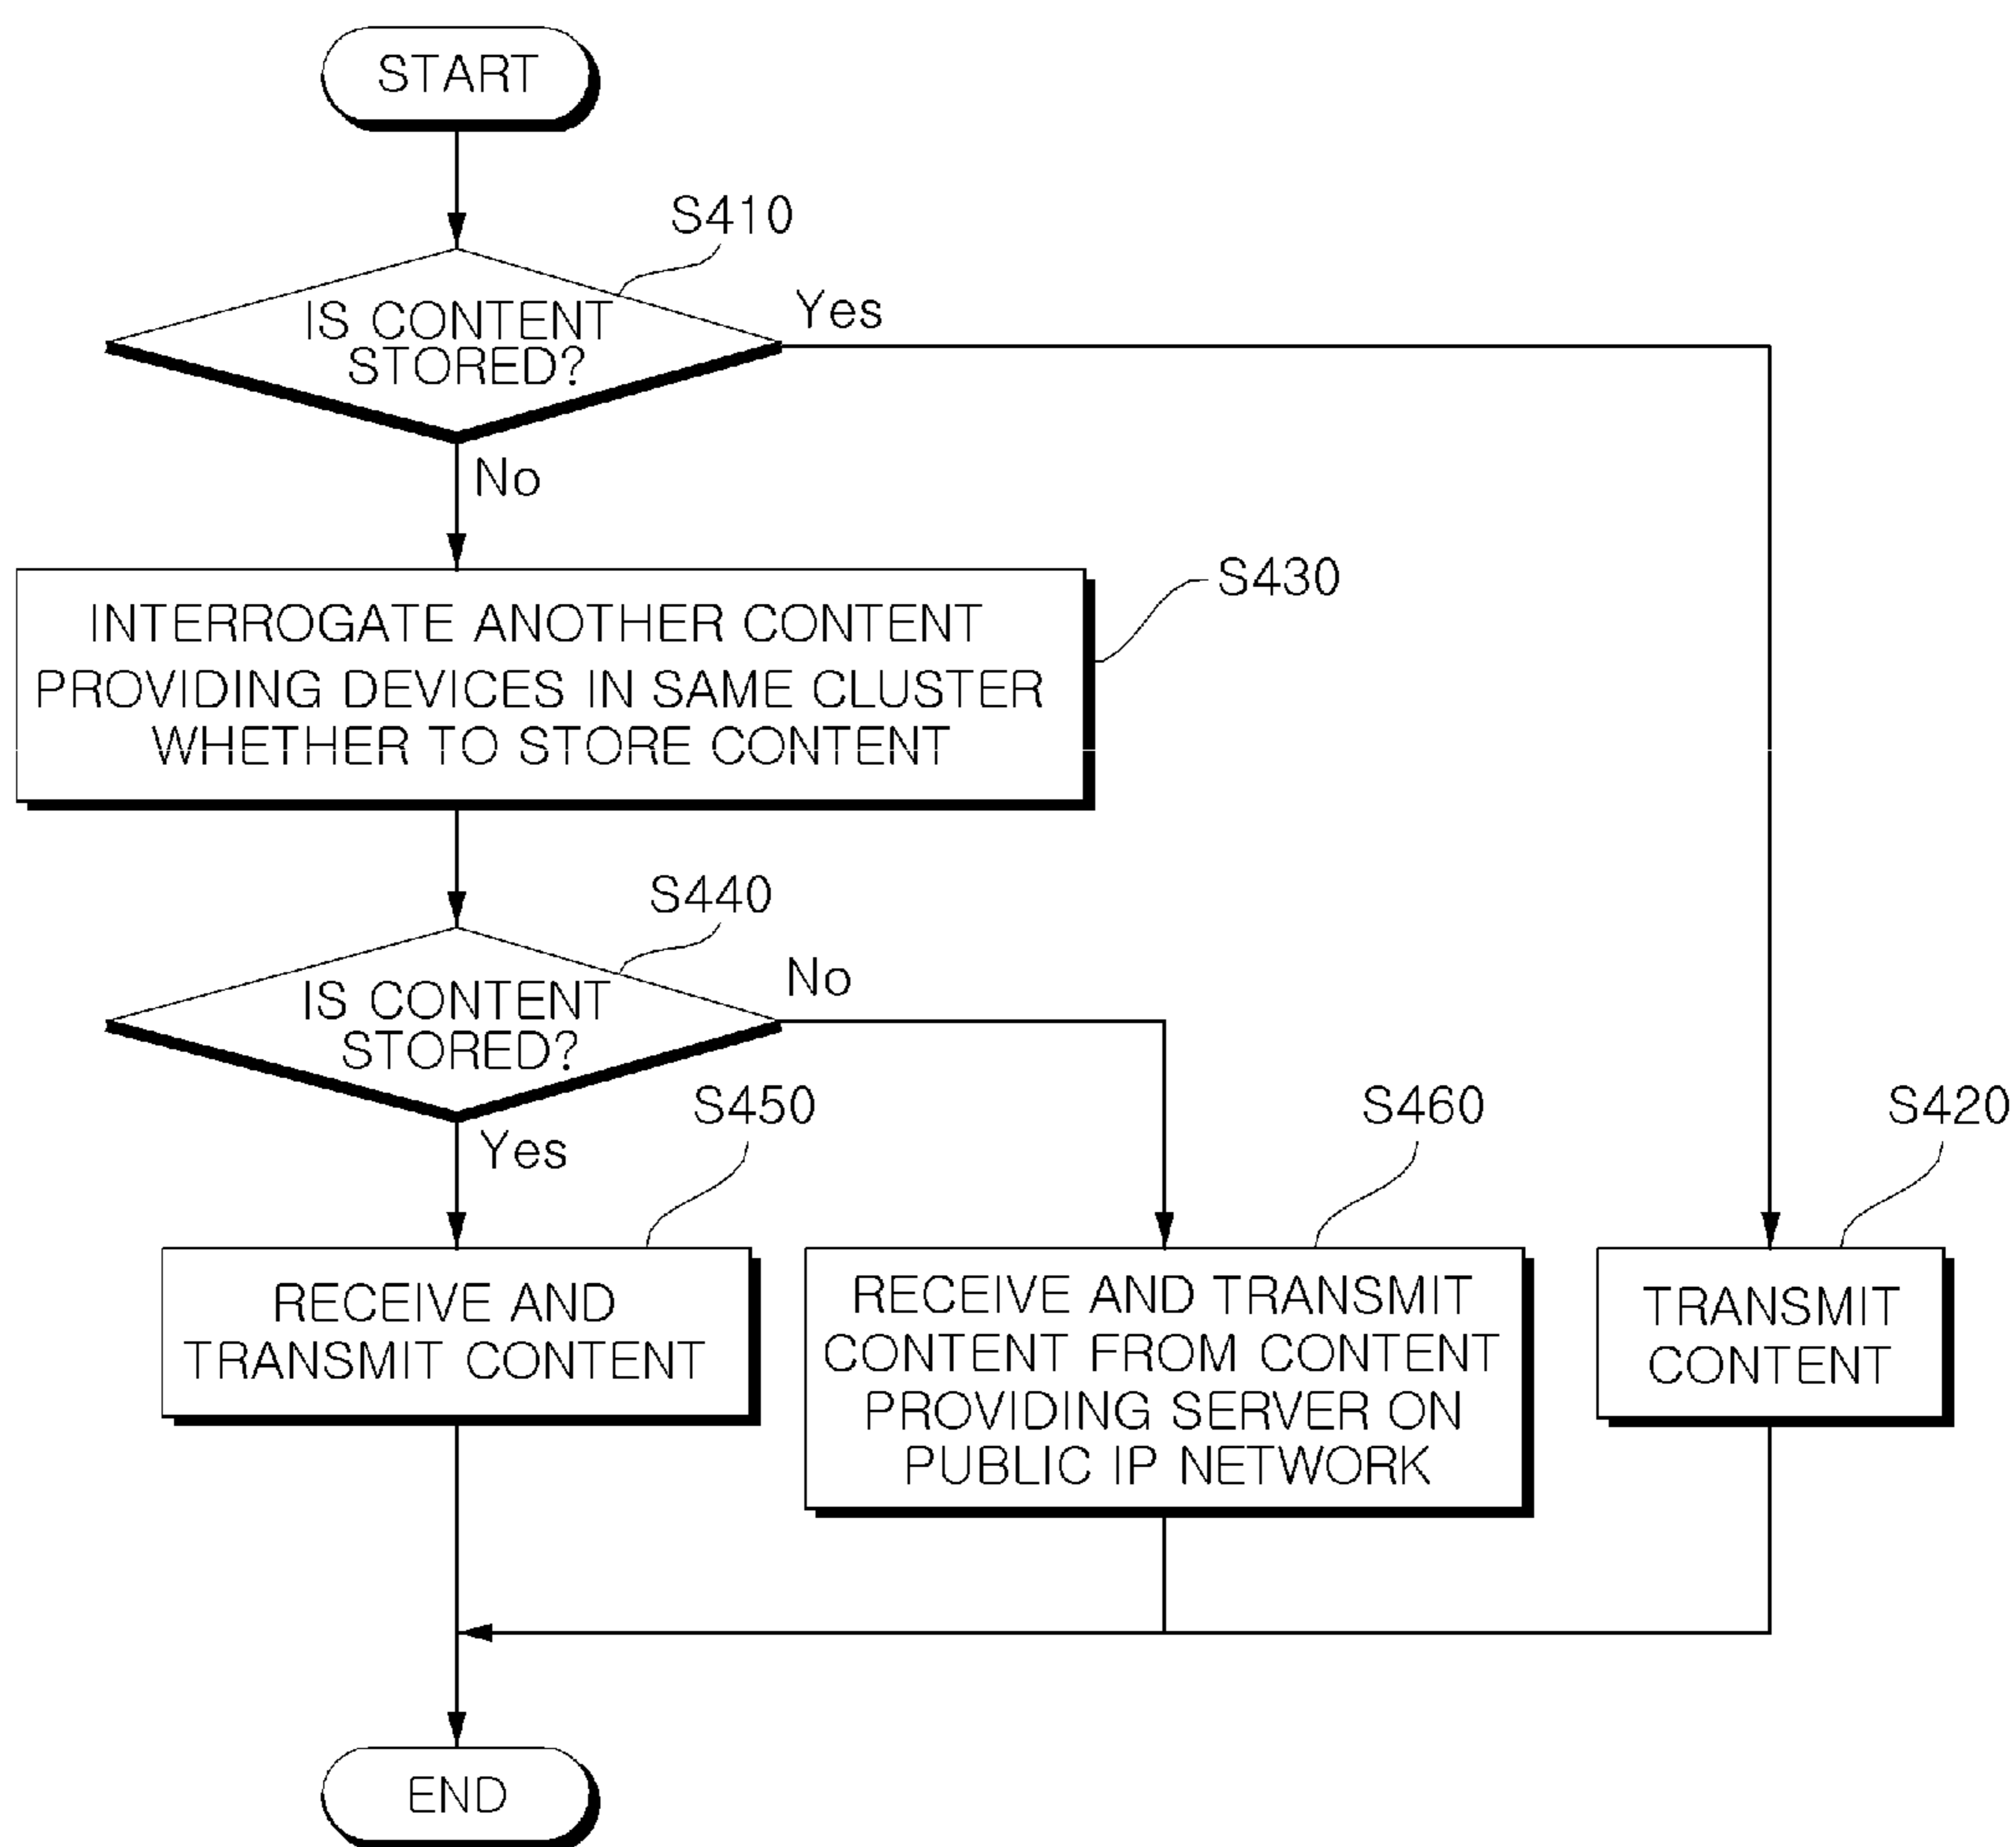 START
S410
IS CONTENT
STORED?
Yes
No
S430
INTERROGATE ANOTHER CONTENT
PROVIDING DEVICES IN SAME CLUSTER
WHETHER TO STORE CONTENT
S440
IS CONTENT
STORED?
No
Yes
S450
S460
S420
RECEIVE AND
TRANSMIT CONTENT
RECEIVE AND TRANSMIT
CONTENT FROM CONTENT
PROVIDING SERVER ON
PUBLIC IP NETWORK
TRANSMIT
CONTENT
END